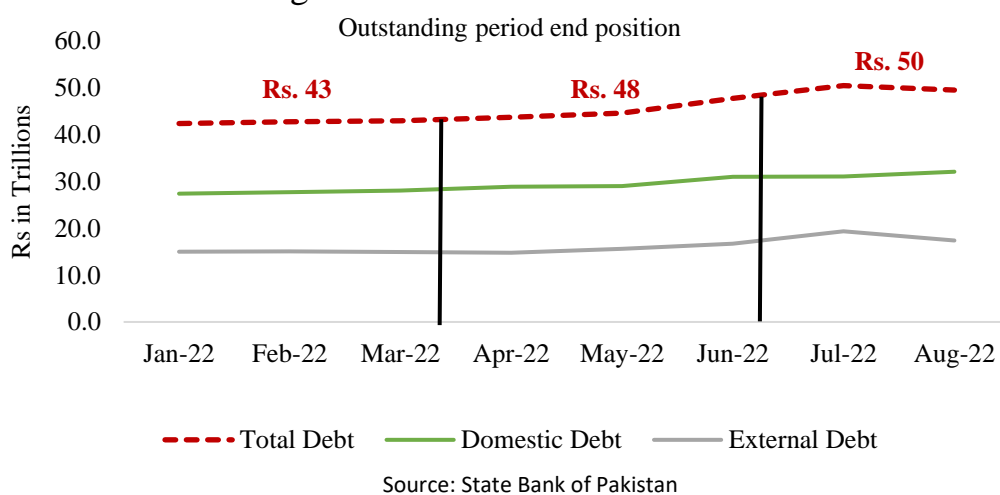 Outstanding period end position
60.0
50.0
40.0
30.0
20.0
10.0
0.0
Rs in Trillions
Rs. 43
Rs. 48
Rs. 50
Jan-22 Feb-22 Mar-22 Apr-22 May-22 Jun-22 Jul-22 Aug-22
Total Debt Domestic Debt External Debt
Source: State Bank of Pakistan